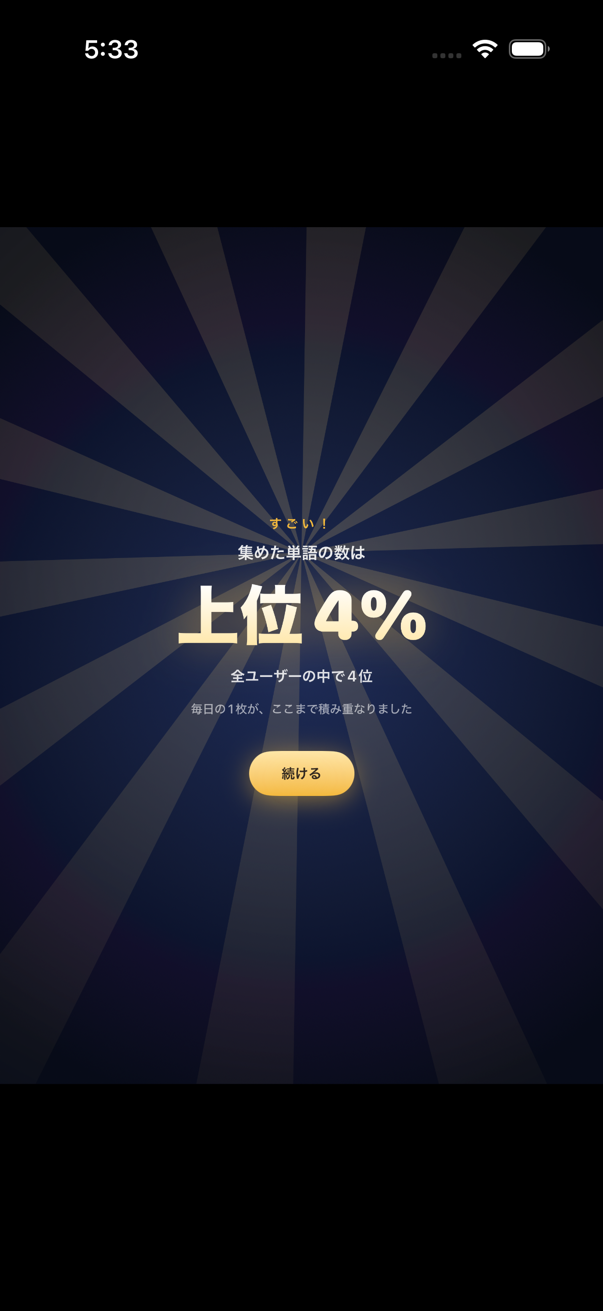 5:33
すごい！
集めた単語の数は
上位 4%
全ユーザーの中で4位
毎日の1枚が、ここまで積み重なりました
続ける